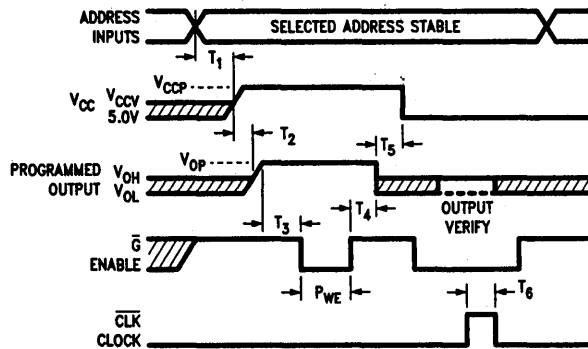 ADDRESS
INPUTS
SELECTED ADDRESS STABLE
T1
VCCP
VCC
VCCV
5.0V
T2
T5
VOP
PROGRAMMED
OUTPUT
VOH
VOL
T3
T4
OUTPUT
VERIFY
G̅
ENABLE
PWE
T6
C̅L̅K̅
CLOCK